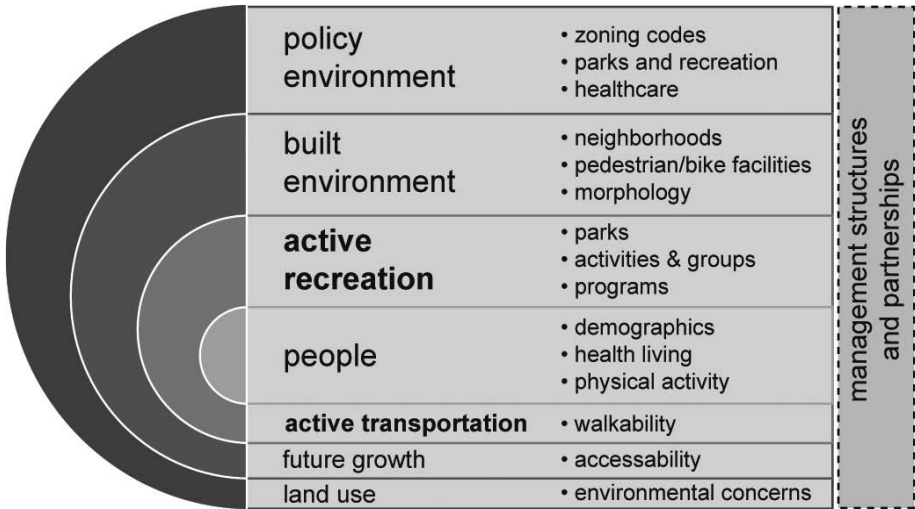 policy
environment
• zoning codes
• parks and recreation
• healthcare
built
environment
• neighborhoods
• pedestrian/bike facilities
• morphology
active
recreation
• parks
• activities & groups
• programs
people
• demographics
• health living
• physical activity
active transportation
• walkability
future growth
• accessability
land use
• environmental concerns
management structures
and partnerships